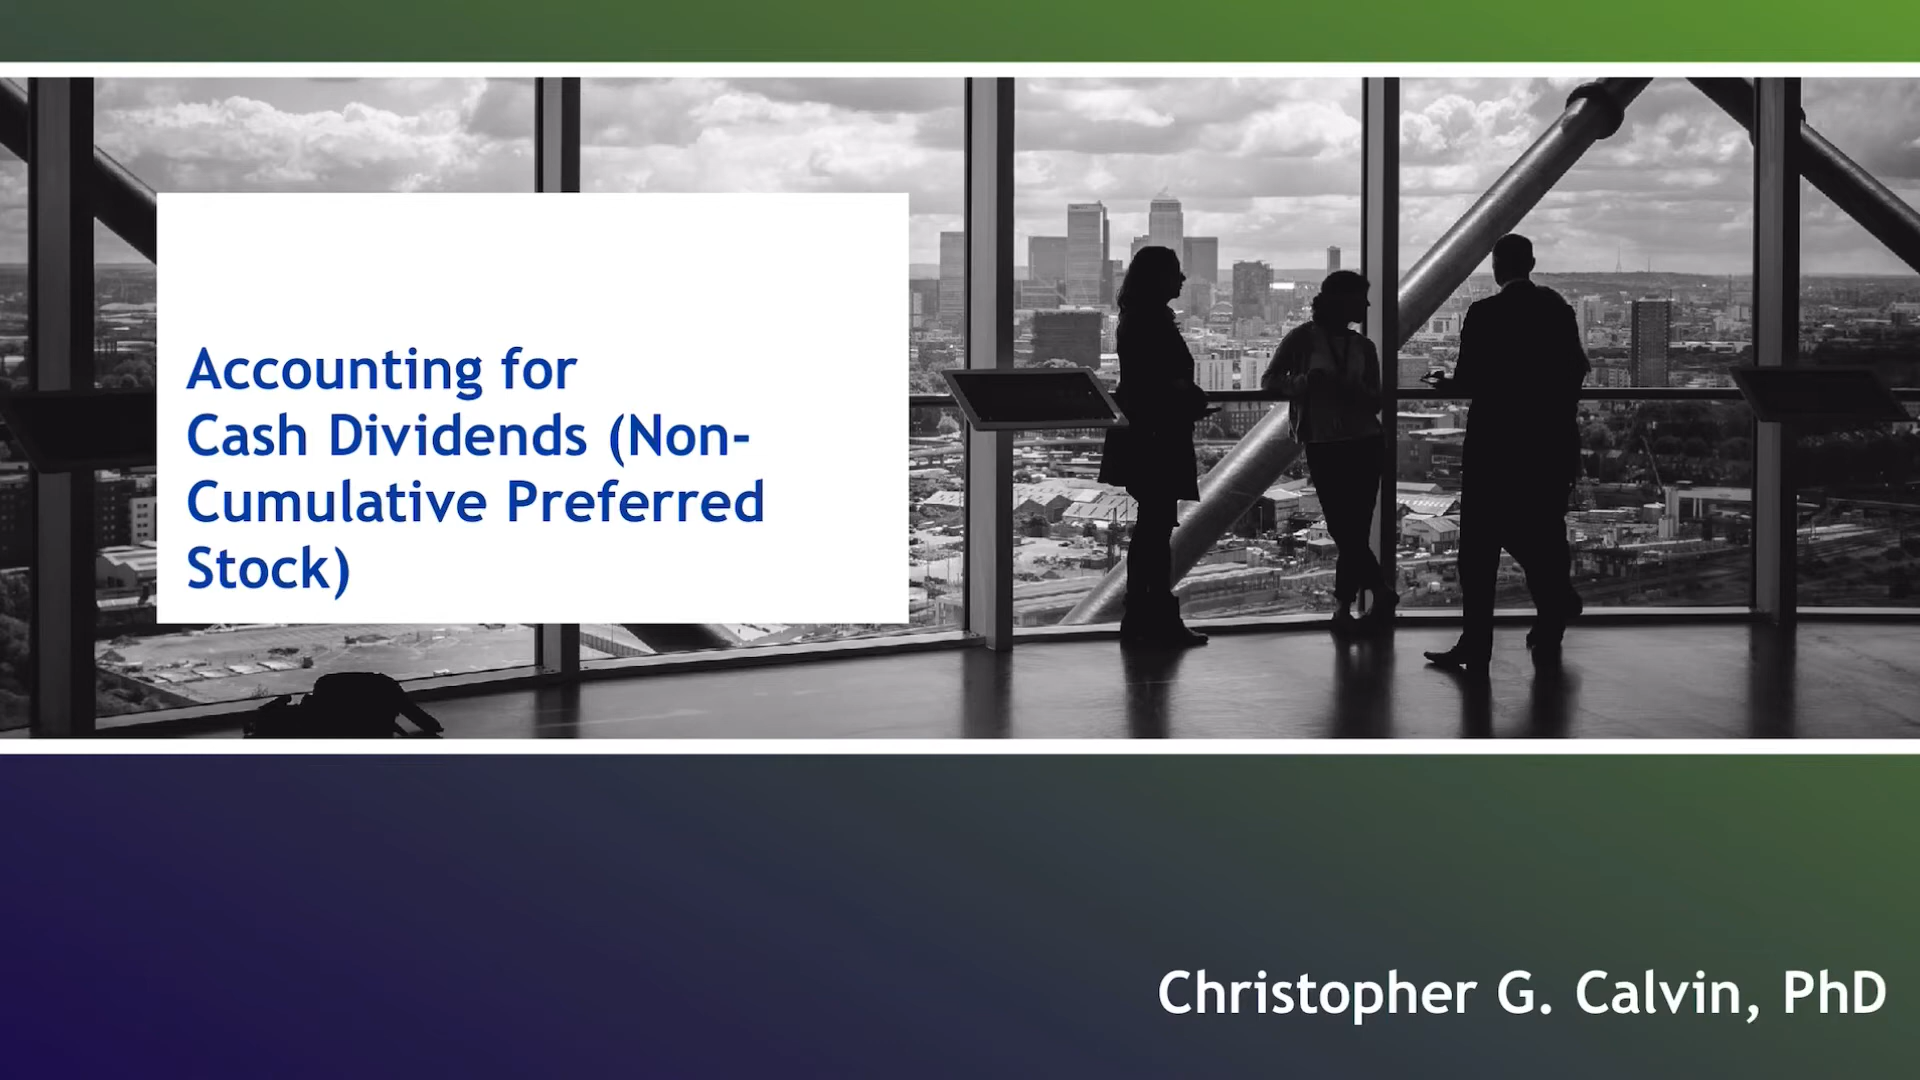 Accounting for
Cash Dividends (Non-
Cumulative Preferred
Stock)
Christopher G. Calvin, PhD